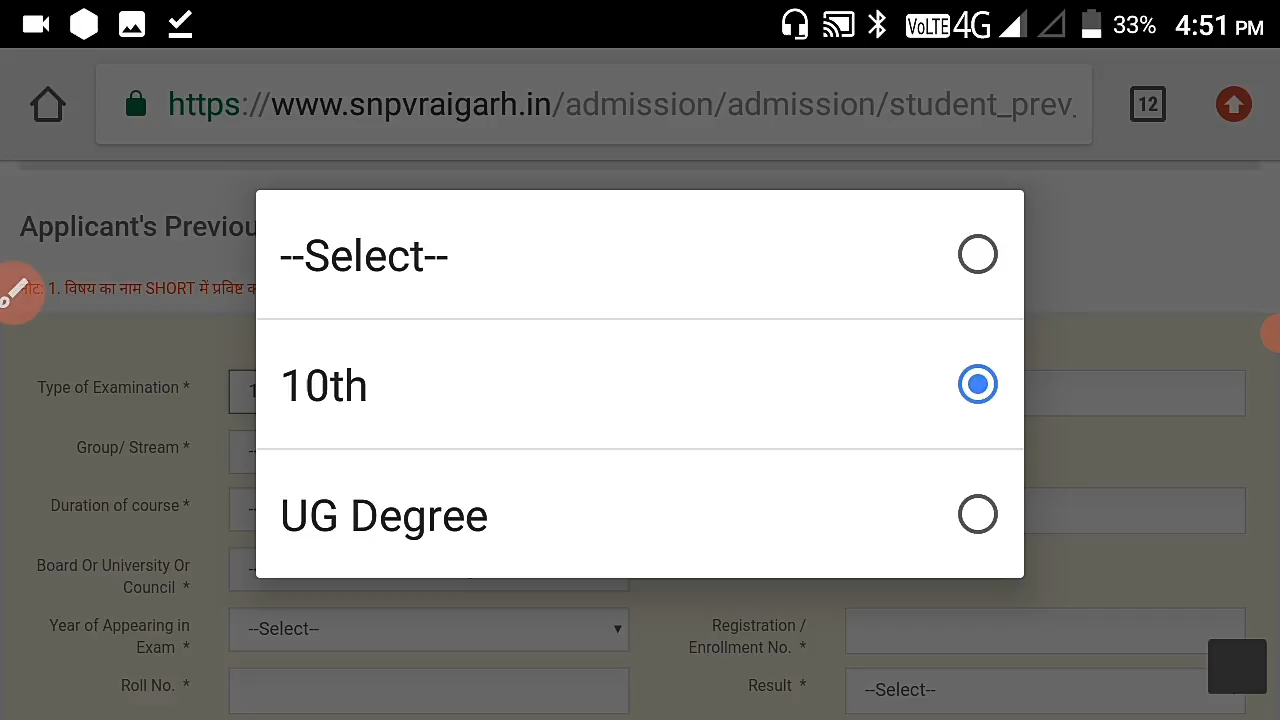 VoLTE 4G 33% 4:51 PM
https://www.snpvraigarh.in/admission/admission/student_prev_
12
Applicant's Previou
1. विषय का नाम SHORT में प्रविष्ट
--Select--
10th
UG Degree
Type of Examination *
Group/ Stream *
Duration of course *
Board Or University Or
Council *
Year of Appearing in
Exam *
--Select--
Registration /
Enrollment No. *
Roll No. *
Result *
--Select--